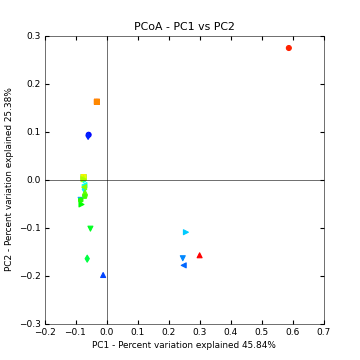 PCoA - PC1 vs PC2
0.3
0.2
0.1
0.0
−0.1
−0.2
−0.3
PC2 - Percent variation explained 25.38%
−0.2 −0.1 0.0 0.1 0.2 0.3 0.4 0.5 0.6 0.7
PC1 - Percent variation explained 45.84%